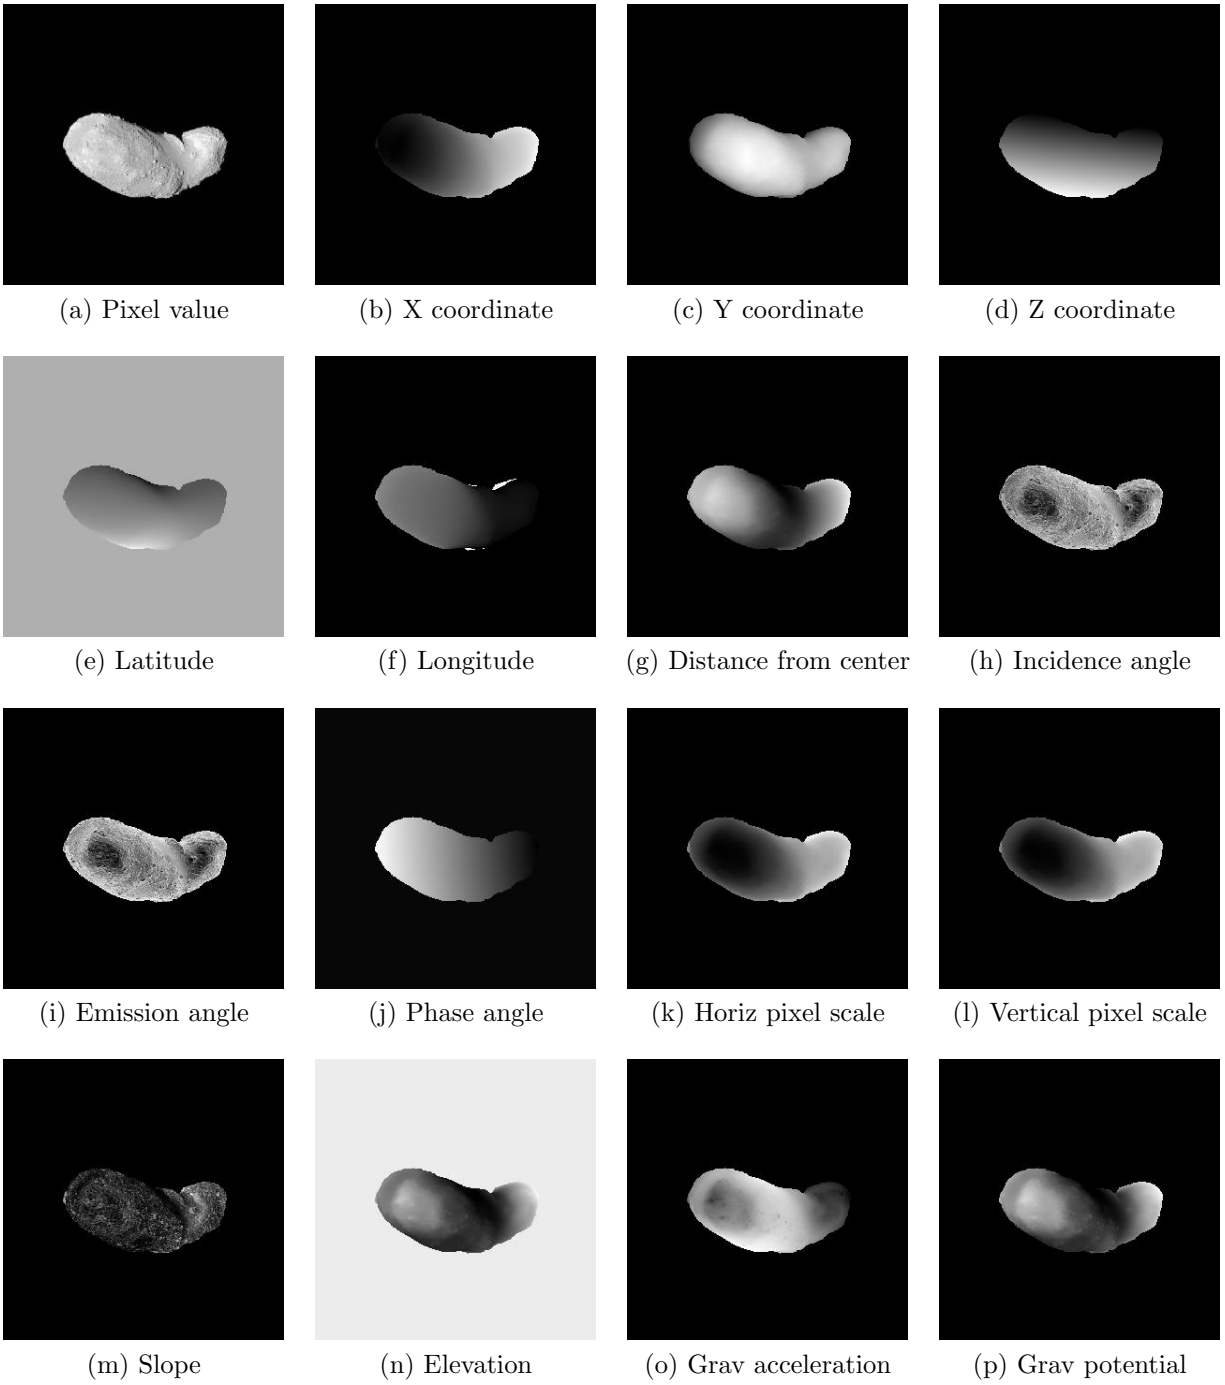 (a) Pixel value
(b) X coordinate
(c) Y coordinate
(d) Z coordinate
(e) Latitude
(f) Longitude
(g) Distance from center
(h) Incidence angle
(i) Emission angle
(j) Phase angle
(k) Horiz pixel scale
(l) Vertical pixel scale
(m) Slope
(n) Elevation
(o) Grav acceleration
(p) Grav potential